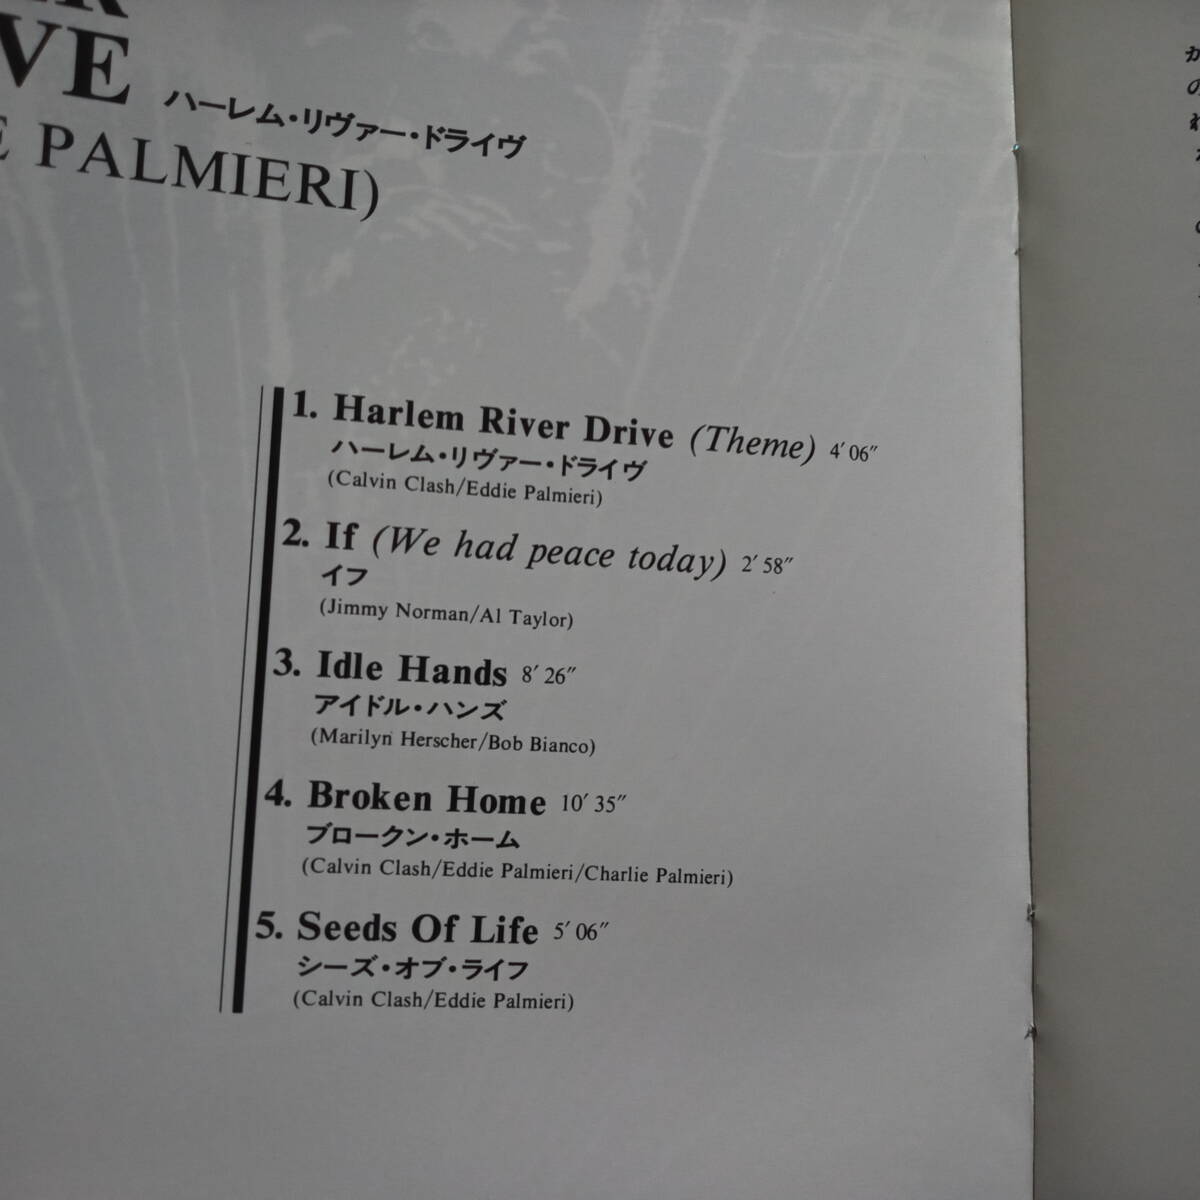 VE ハーレム・リヴァー・ドライヴ
PALMIERI)
1. Harlem River Drive (Theme) 4′06″
ハーレム・リヴァー・ドライヴ
(Calvin Clash/Eddie Palmieri)
2. If (We had peace today) 2′58″
イフ
(Jimmy Norman/Al Taylor)
3. Idle Hands 8′26″
アイドル・ハンズ
(Marilyn Herscher/Bob Bianco)
4. Broken Home 10′35″
ブロークン・ホーム
(Calvin Clash/Eddie Palmieri/Charlie Palmieri)
5. Seeds Of Life 5′06″
シーズ・オブ・ライフ
(Calvin Clash/Eddie Palmieri)